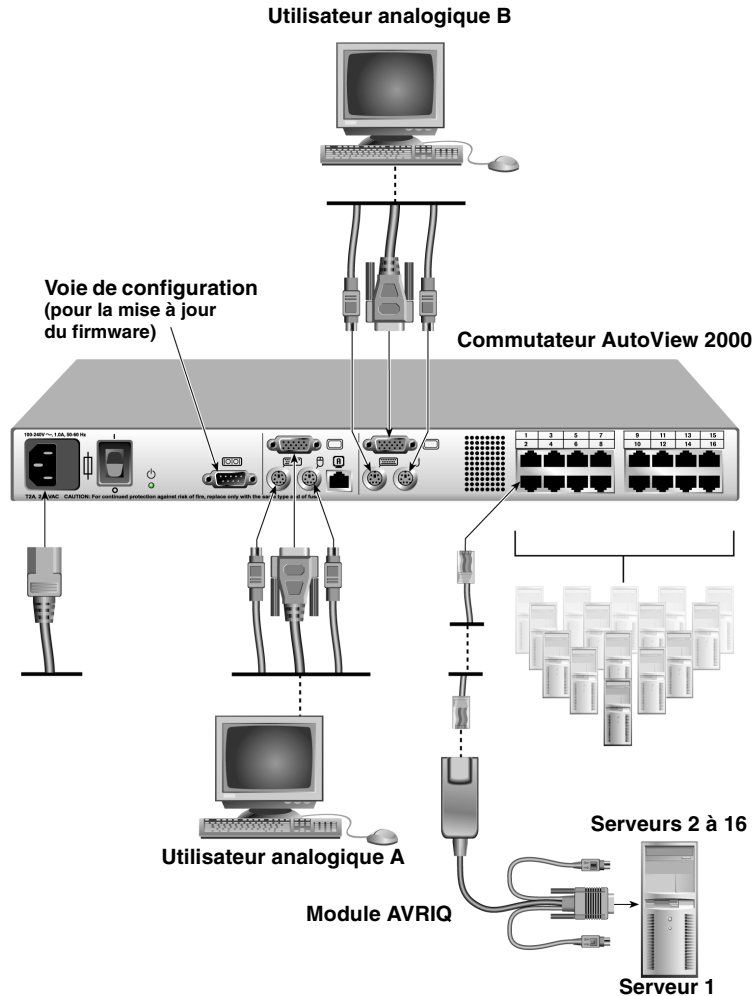 Utilisateur analogique B
Voie de configuration
(pour la mise à jour
du firmware)
Commutateur AutoView 2000
100-240V ~, 1.0A, 50-60 Hz
1 3 5 7
2 4 6 8
9 11 13 15
10 12 14 16
A
T2A, VAC CAUTION: For continued protection against risk of fire, replace only with the type and of fuse
Utilisateur analogique A
Serveurs 2 à 16
Module AVRIQ
Serveur 1